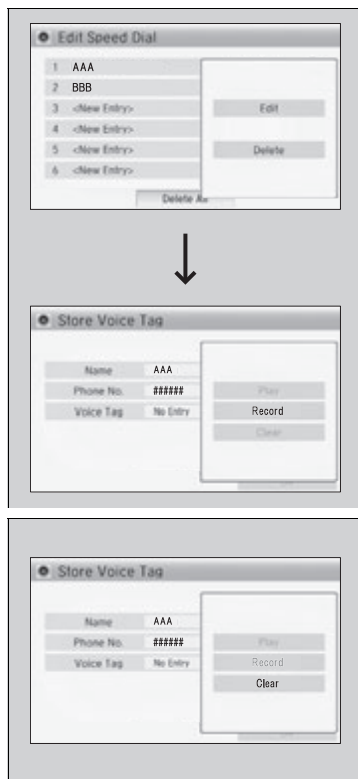 Edit Speed Dial
1 AAA
2 BBB
3 <New Entry>
4 <New Entry>
5 <New Entry>
6 <New Entry>
Edit
Delete
Delete All
Store Voice Tag
Name AAA
Phone No. ######
Voice Tag No Entry
Play
Record
Clear
Store Voice Tag
Name AAA
Phone No. ######
Voice Tag No Entry
Play
Record
Clear